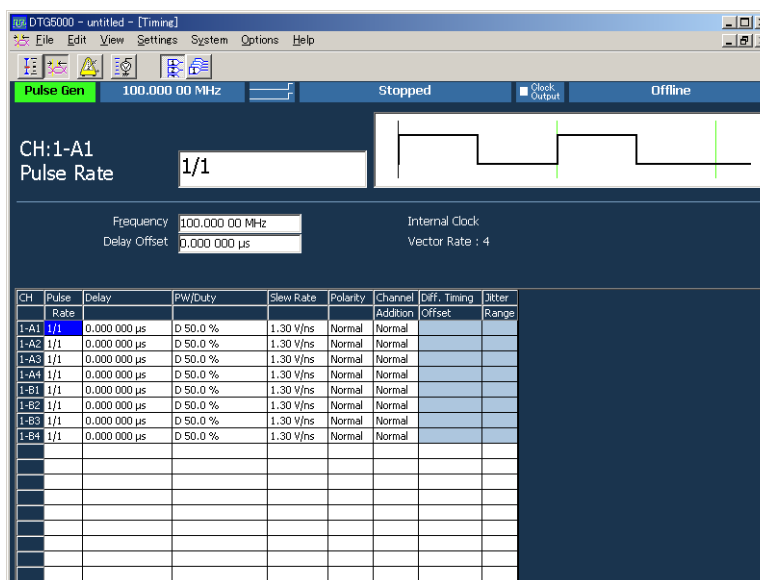 DTG5000 - untitled - [Timing]
File Edit View Settings System Options Help
Pulse Gen 100.000 00 MHz Stopped Clock Output Offline
CH:1-A1
Pulse Rate 1/1
Frequency 100.000 00 MHz Internal Clock
Delay Offset 0.000 000 µs Vector Rate : 4
CH Pulse Delay PW/Duty Slew Rate Polarity Channel Diff. Timing Jitter
Rate Addition Offset Range
1-A1 1/1 0.000 000 µs D 50.0 % 1.30 V/ns Normal Normal
1-A2 1/1 0.000 000 µs D 50.0 % 1.30 V/ns Normal Normal
1-A3 1/1 0.000 000 µs D 50.0 % 1.30 V/ns Normal Normal
1-A4 1/1 0.000 000 µs D 50.0 % 1.30 V/ns Normal Normal
1-B1 1/1 0.000 000 µs D 50.0 % 1.30 V/ns Normal Normal
1-B2 1/1 0.000 000 µs D 50.0 % 1.30 V/ns Normal Normal
1-B3 1/1 0.000 000 µs D 50.0 % 1.30 V/ns Normal Normal
1-B4 1/1 0.000 000 µs D 50.0 % 1.30 V/ns Normal Normal